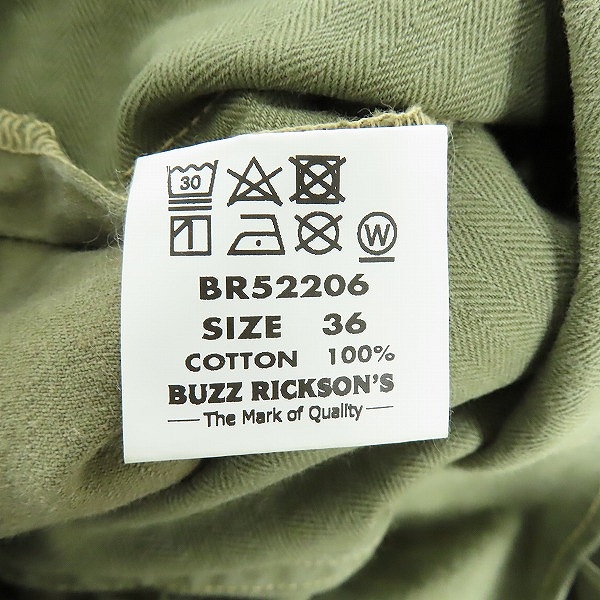 30
W
BR52206
SIZE 36
COTTON 100%
BUZZ RICKSON'S
The Mark of Quality